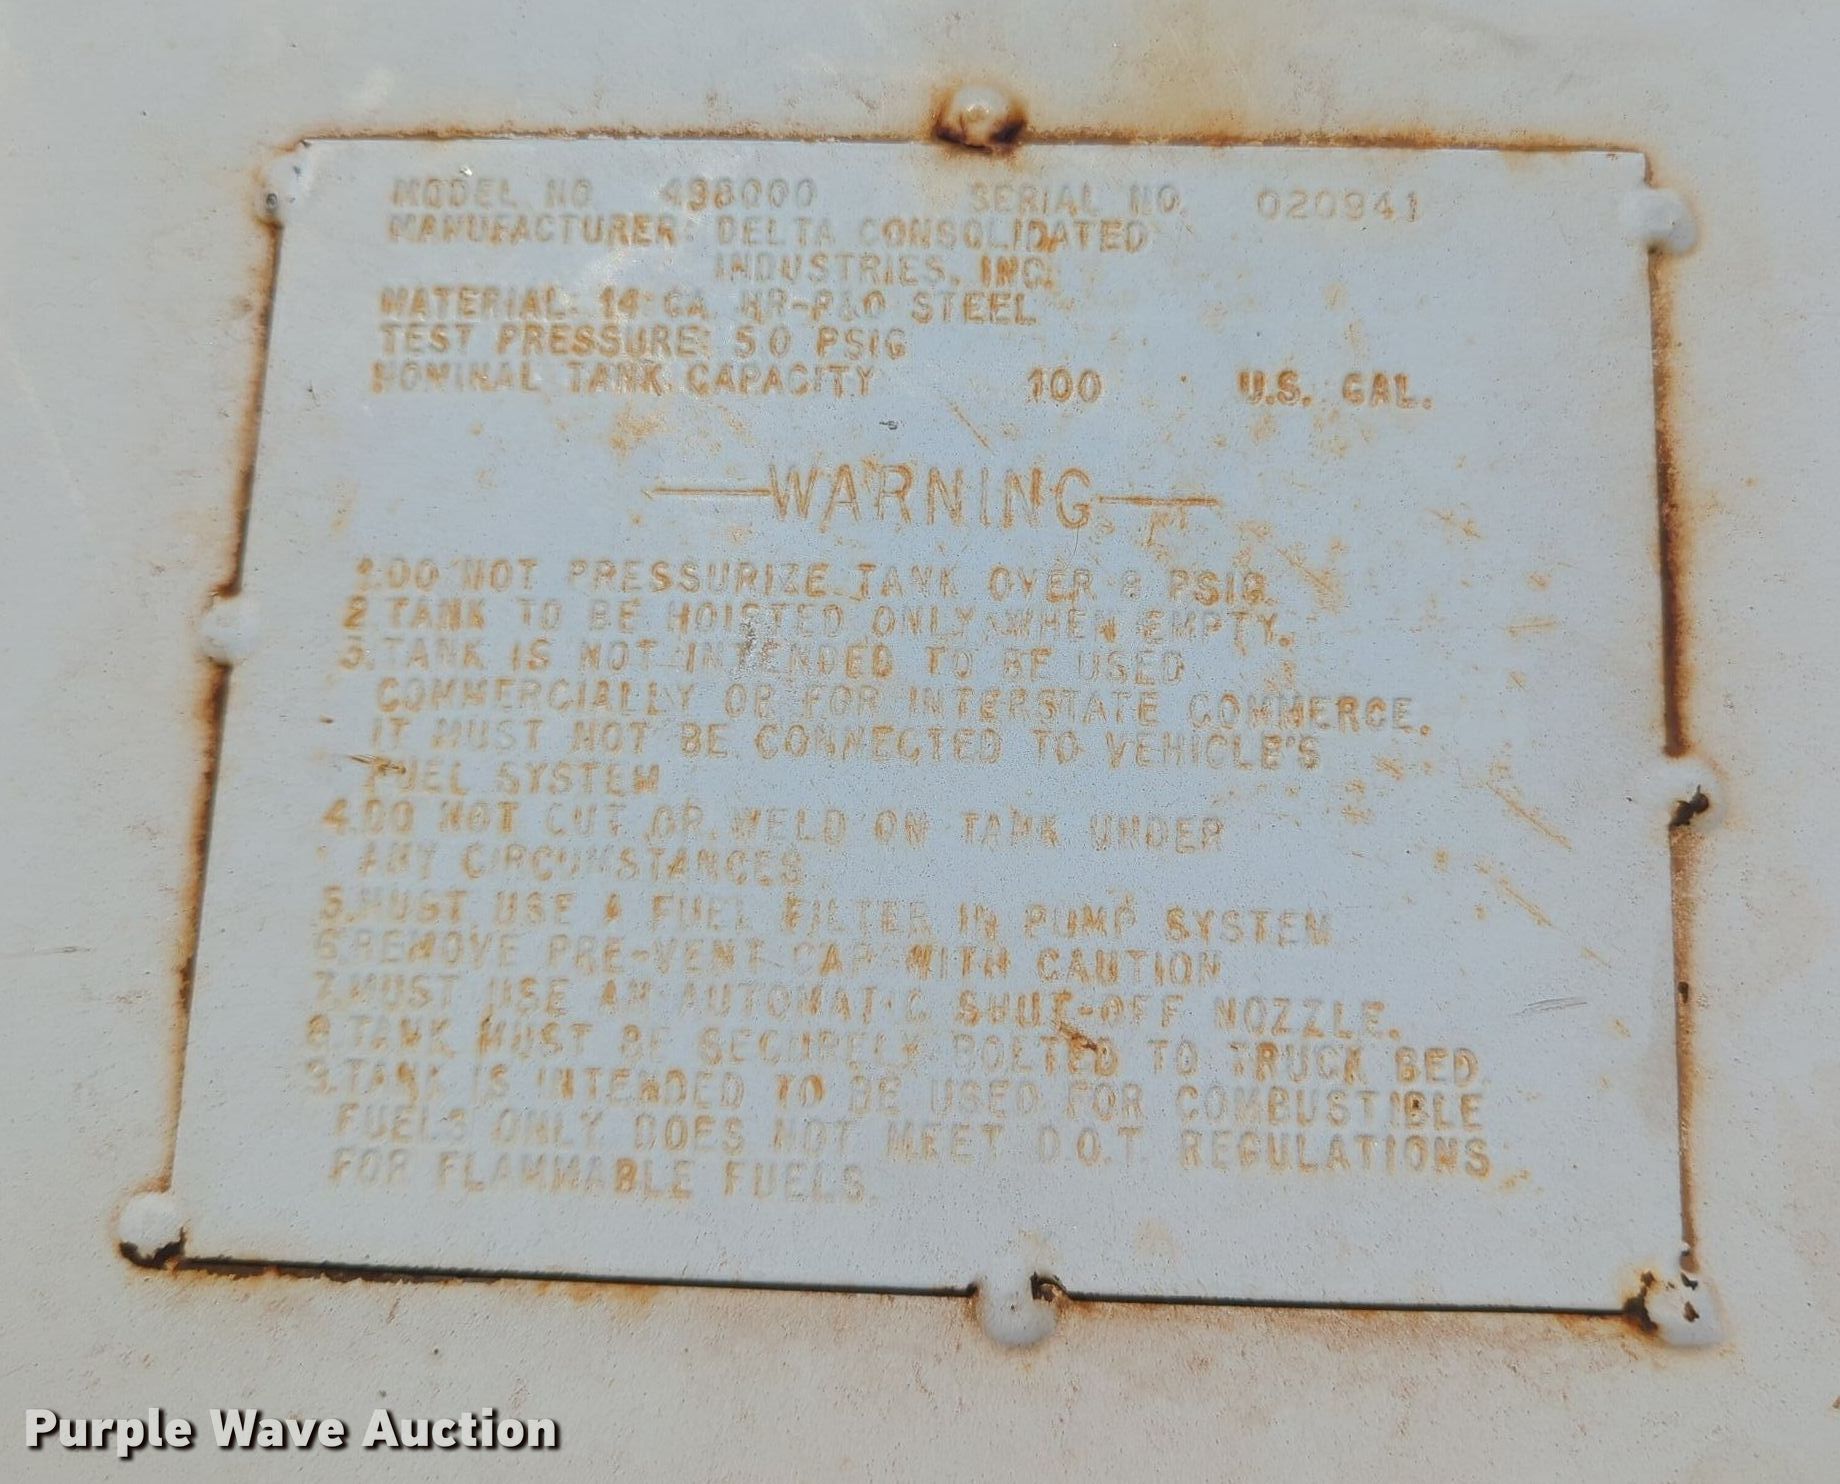 MODEL NO. 498000 SERIAL NO. 020941
MANUFACTURER: DELTA CONSOLIDATED
INDUSTRIES, INC.
MATERIAL: 14 GA. HR-P&O STEEL
TEST PRESSURE: 5.0 PSIG
NOMINAL TANK CAPACITY 100 U.S. GAL.
WARNING
1.DO NOT PRESSURIZE TANK OVER 8 PSIG.
2.TANK TO BE HOISTED ONLY WHEN EMPTY.
3.TANK IS NOT INTENDED TO BE USED
COMMERCIALLY OR FOR INTERSTATE COMMERCE.
IT MUST NOT BE CONNECTED TO VEHICLE'S
FUEL SYSTEM
4.DO NOT CUT OR WELD ON TANK UNDER
ANY CIRCUMSTANCES
5.MUST USE A FUEL FILTER IN PUMP SYSTEM
6.REMOVE PRE-VENT CAP WITH CAUTION
7.MUST USE AN AUTOMATIC SHUT-OFF NOZZLE.
8.TANK MUST BE SECURELY BOLTED TO TRUCK BED.
9.TANK IS INTENDED TO BE USED FOR COMBUSTIBLE
FUELS ONLY DOES NOT MEET D.O.T. REGULATIONS
FOR FLAMMABLE FUELS.
Purple Wave Auction